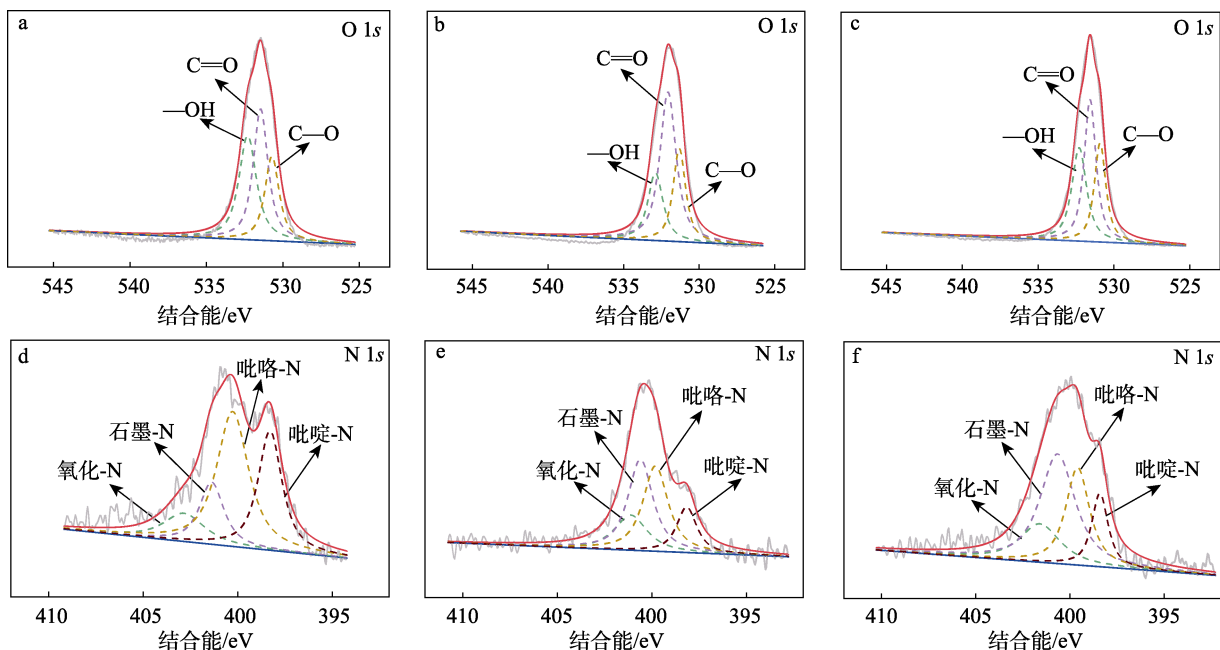 a
O 1s
C=O
—OH
C—O
545 540 535 530 525
结合能/eV
b
O 1s
C=O
—OH
C—O
545 540 535 530 525
结合能/eV
c
O 1s
C=O
—OH
C—O
545 540 535 530 525
结合能/eV
d
N 1s
吡咯-N
石墨-N
吡啶-N
氧化-N
410 405 400 395
结合能/eV
e
N 1s
吡咯-N
石墨-N
氧化-N
吡啶-N
410 405 400 395
结合能/eV
f
N 1s
吡咯-N
石墨-N
吡啶-N
氧化-N
410 405 400 395
结合能/eV